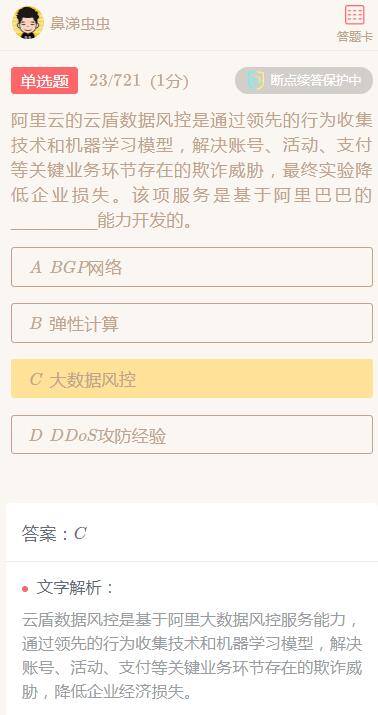 鼻涕虫虫
答题卡
单选题 23/721 (1分) 断点续答保护中
阿里云的云盾数据风控是通过领先的行为收集
技术和机器学习模型，解决账号、活动、支付
等关键业务环节存在的欺诈威胁，最终实验降
低企业损失。该项服务是基于阿里巴巴的
__________能力开发的。
A BGP网络
B 弹性计算
C 大数据风控
D DDoS攻防经验
答案：C
文字解析：
云盾数据风控是基于阿里大数据风控服务能力，
通过领先的行为收集技术和机器学习模型，解决
账号、活动、支付等关键业务环节存在的欺诈威
胁，降低企业经济损失。